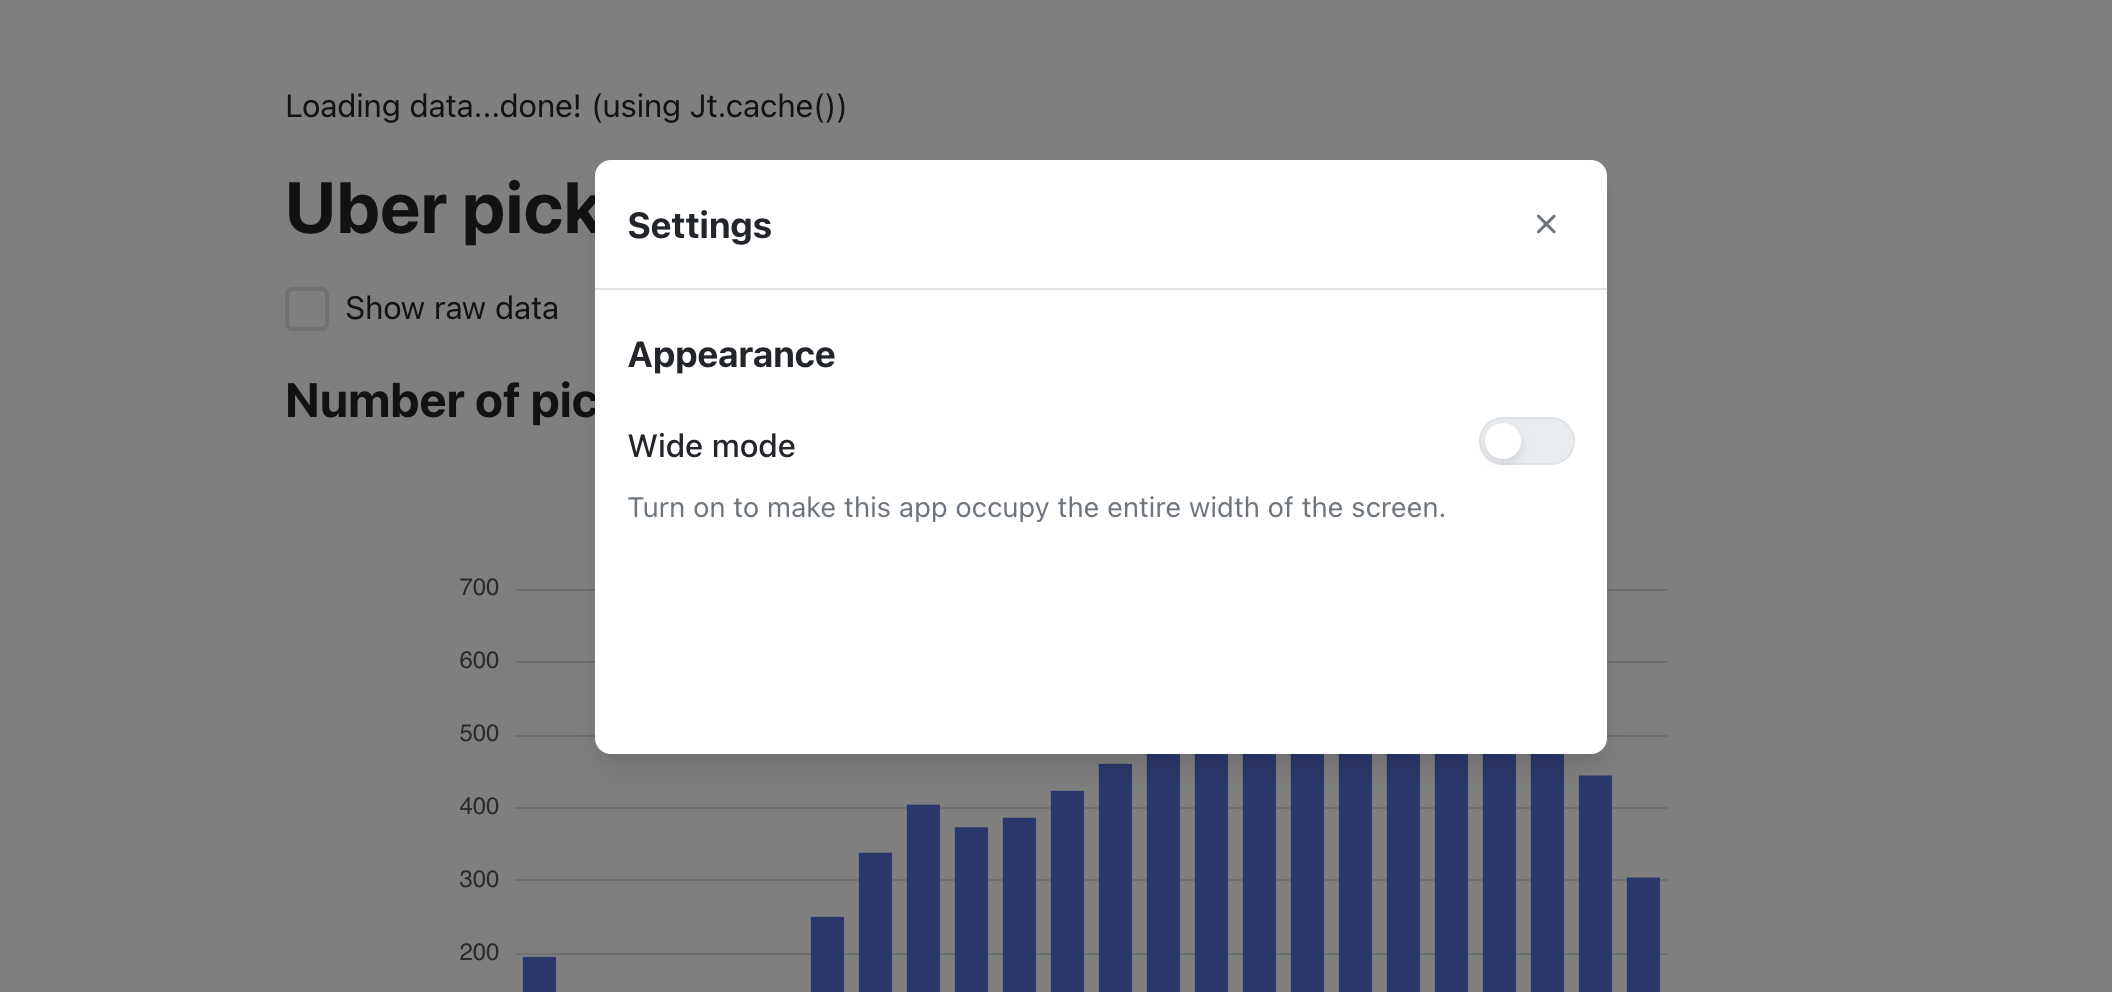 Loading data...done! (using Jt.cache())
Uber pick
Show raw data
Number of pic
Settings
Appearance
Wide mode
Turn on to make this app occupy the entire width of the screen.
700
600
500
400
300
200